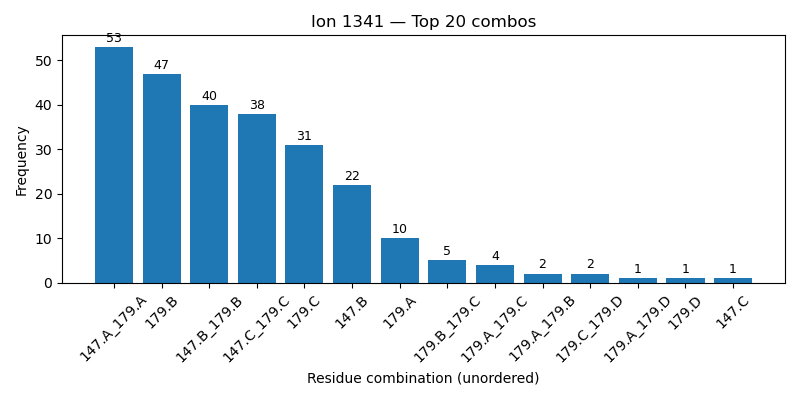 Ion 1341 — Top 20 combos
Frequency
50
40
30
20
10
0
53
47
40
38
31
22
10
5
4
2
2
1
1
1
147.A_179.A
179.B
147.B_179.B
147.C_179.C
179.C
147.B
179.A
179.B_179.C
179.A_179.C
179.A_179.B
179.C_179.D
179.A_179.D
179.D
147.C
Residue combination (unordered)